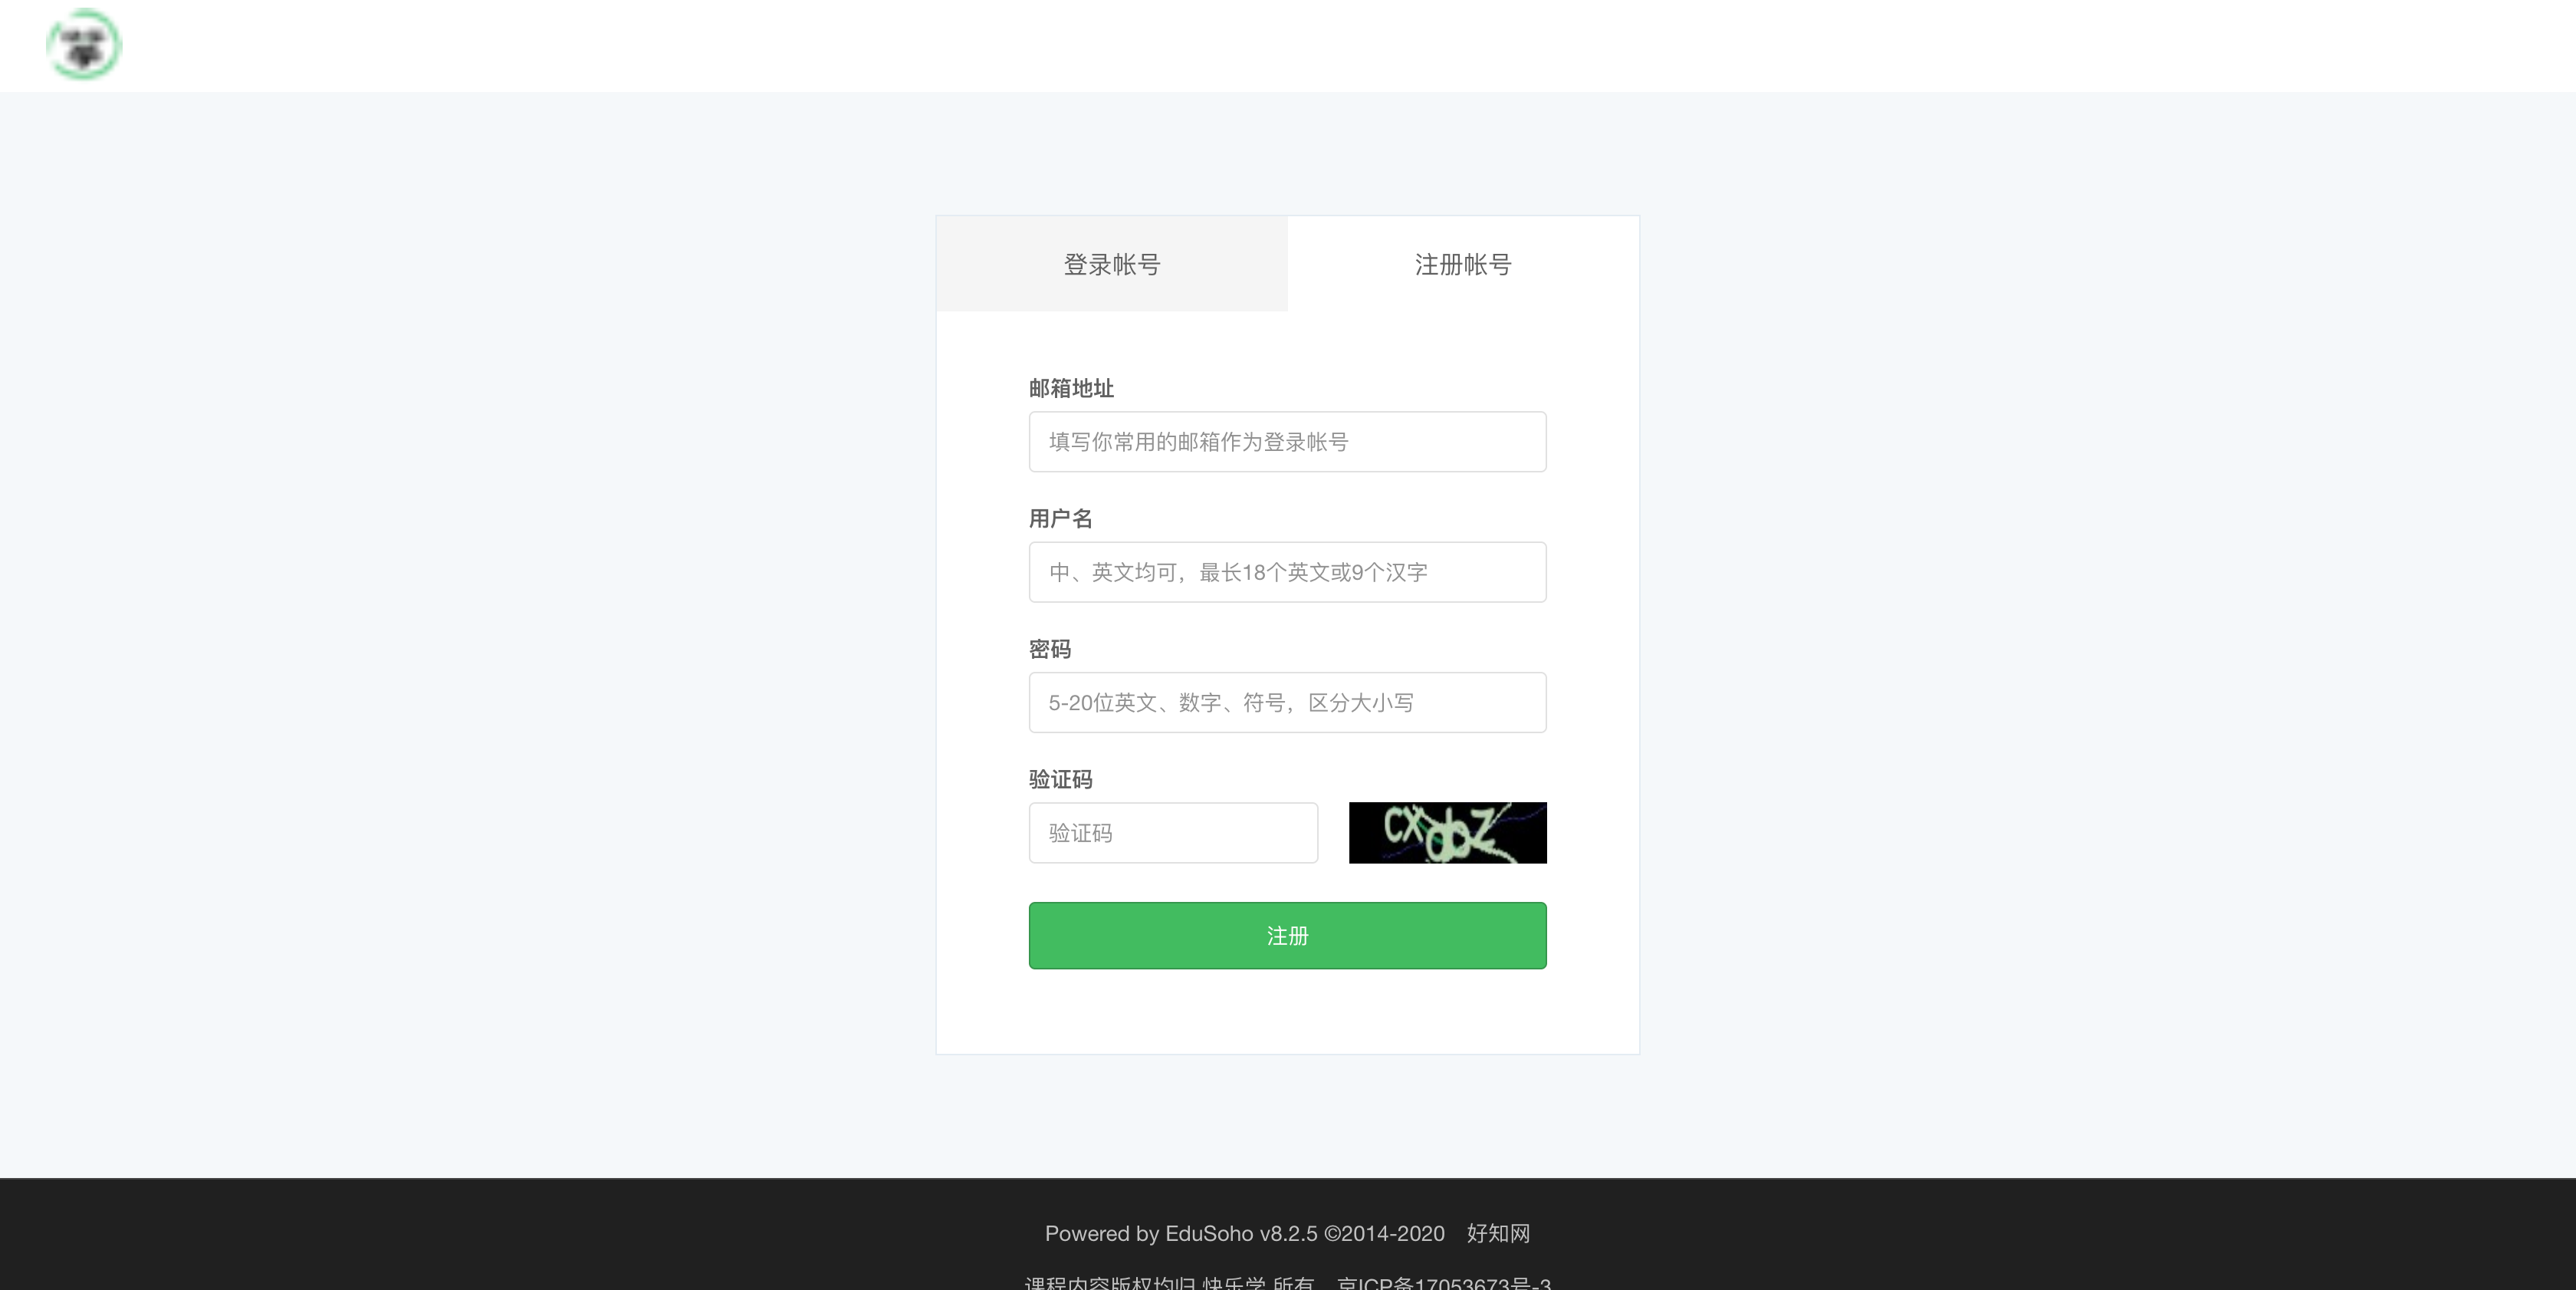 登录帐号
注册帐号
邮箱地址
填写你常用的邮箱作为登录帐号
用户名
中、英文均可，最长18个英文或9个汉字
密码
5-20位英文、数字、符号，区分大小写
验证码
验证码
注册
Powered by EduSoho v8.2.5 ©2014-2020 好知网
课程内容版权均归 快乐学 所有 京ICP备17053673号-3